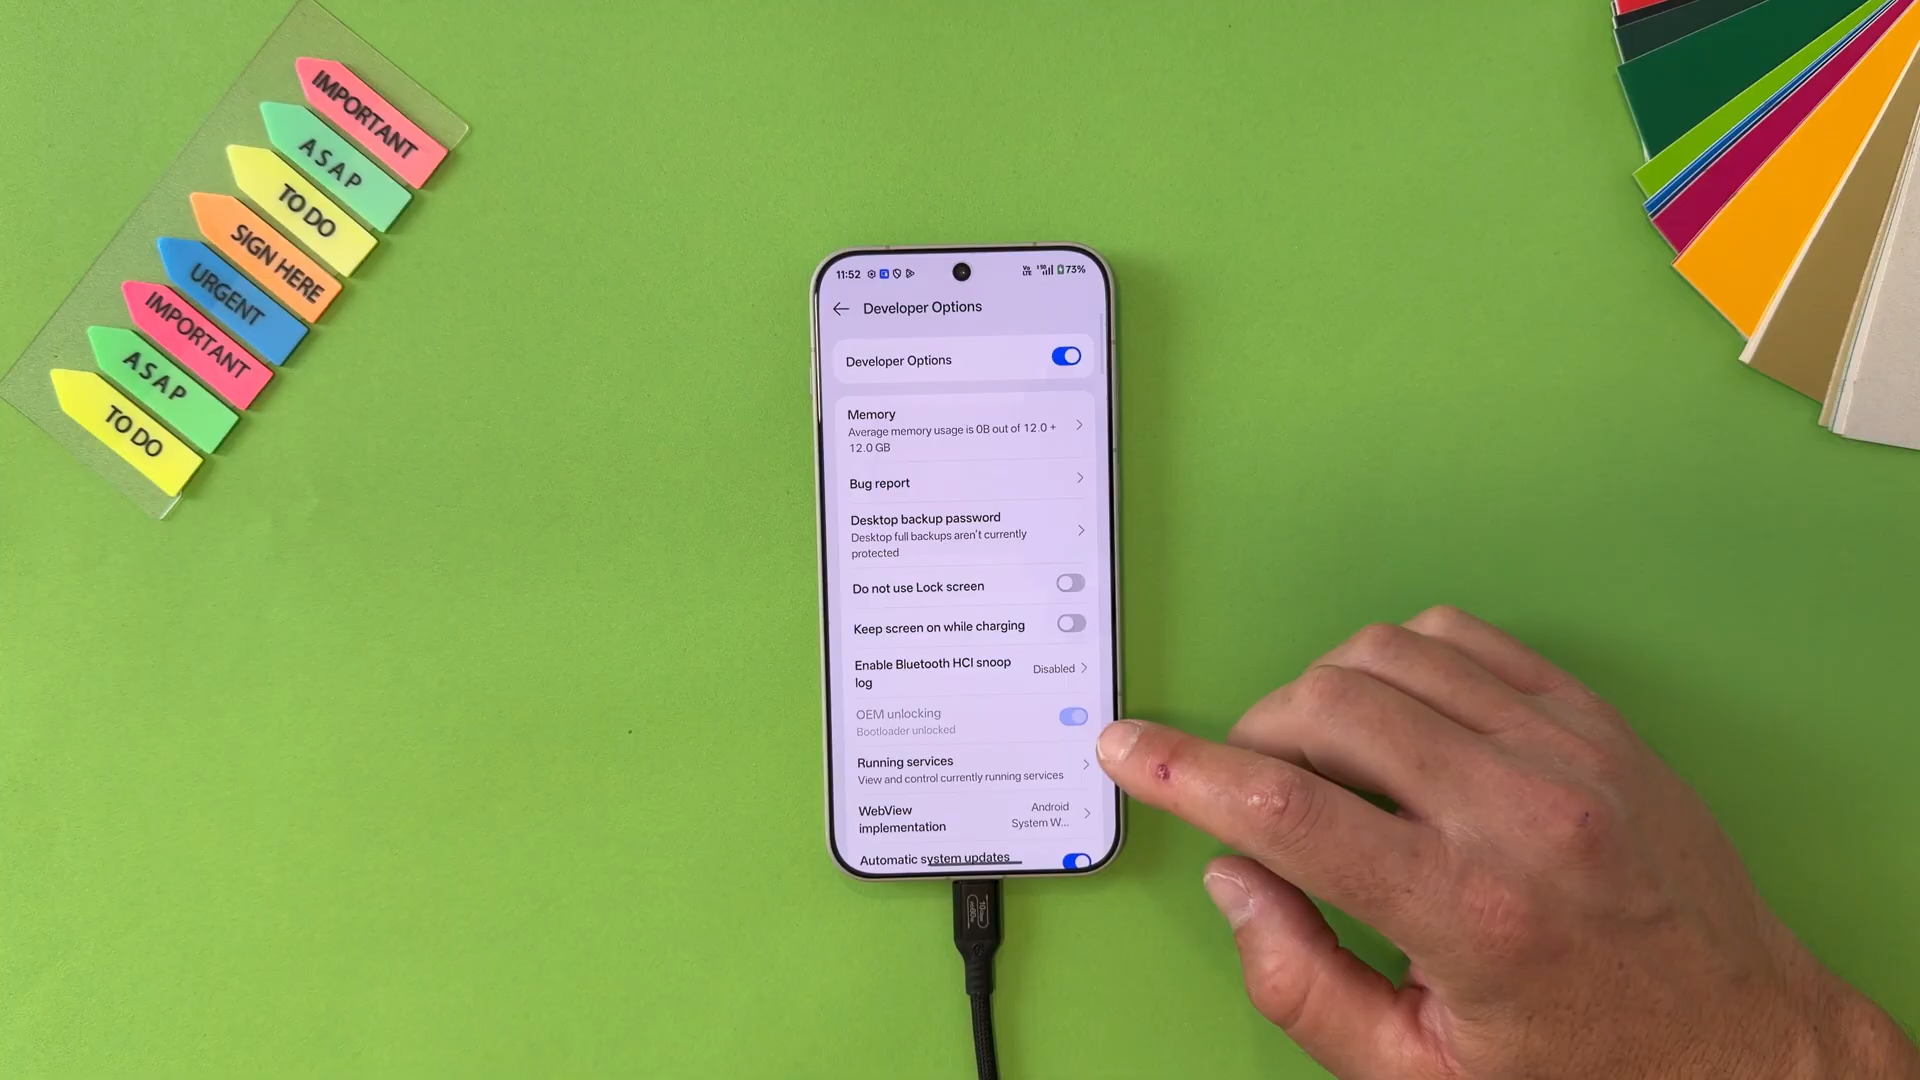 IMPORTANT
ASAP
TO DO
SIGN HERE
URGENT
IMPORTANT
ASAP
TO DO
11:52
Vo LTE
5G
73%
Developer Options
Developer Options
Memory
Average memory usage is 0B out of 12.0 +
12.0 GB
Bug report
Desktop backup password
Desktop full backups aren't currently
protected
Do not use Lock screen
Keep screen on while charging
Enable Bluetooth HCI snoop
log
Disabled
OEM unlocking
Bootloader unlocked
Running services
View and control currently running services
WebView
implementation
Android
System W...
Automatic system updates